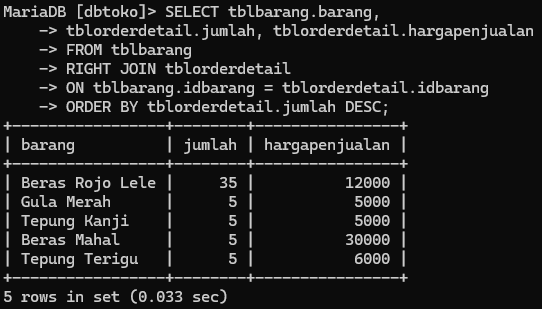 MariaDB [dbtoko]> SELECT tblbarang.barang,
    -> tblorderdetail.jumlah, tblorderdetail.hargapenjualan
    -> FROM tblbarang
    -> RIGHT JOIN tblorderdetail
    -> ON tblbarang.idbarang = tblorderdetail.idbarang
    -> ORDER BY tblorderdetail.jumlah DESC;
+-----------------+--------+----------------+
| barang          | jumlah | hargapenjualan |
+-----------------+--------+----------------+
| Beras Rojo Lele |     35 |          12000 |
| Gula Merah      |      5 |           5000 |
| Tepung Kanji    |      5 |           5000 |
| Beras Mahal     |      5 |          30000 |
| Tepung Terigu   |      5 |           6000 |
+-----------------+--------+----------------+
5 rows in set (0.033 sec)